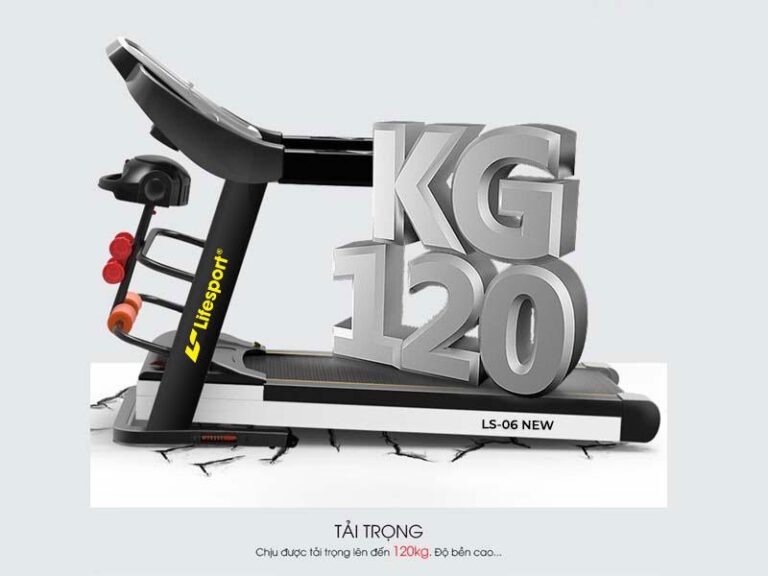 KG
120
Lifesport®
LS-06 NEW
TẢI TRỌNG
Chịu được tải trọng lên đến 120kg. Độ bền cao...